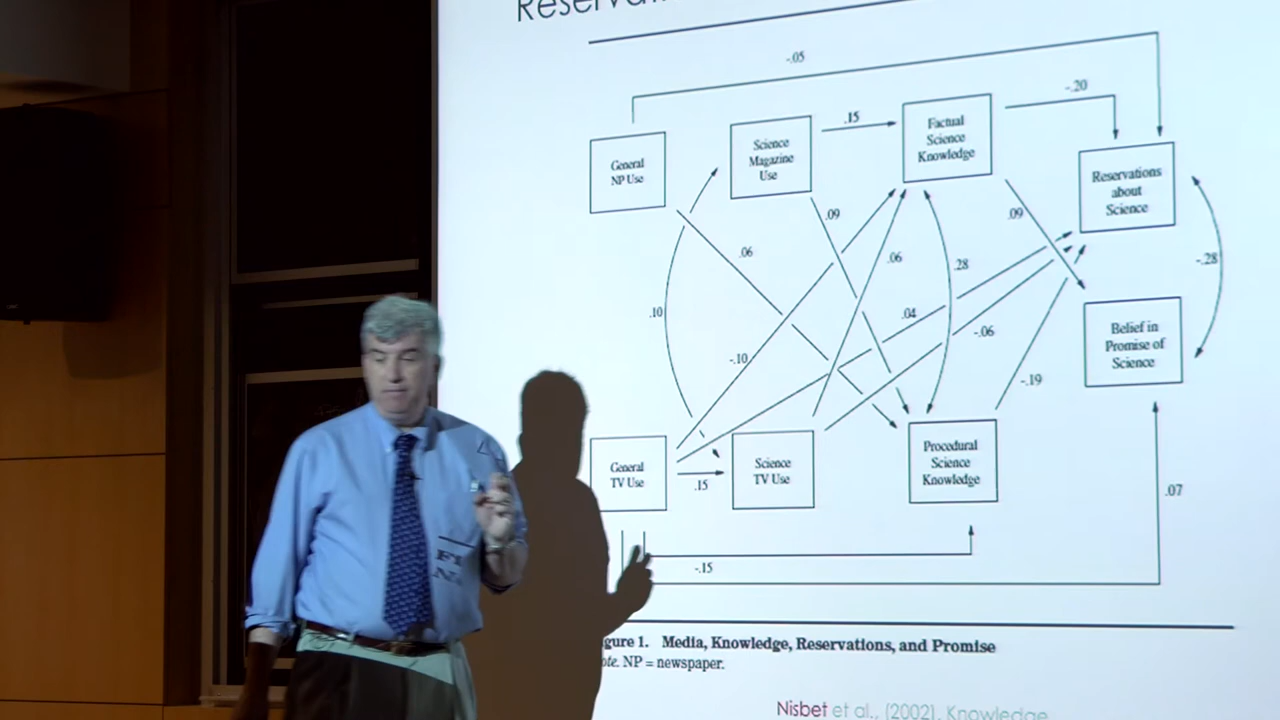 -.05
-.20
.15
Factual
Science
Knowledge
Science
Magazine
Use
General
NP Use
Reservations
about
Science
.09
.09
.06
.06
.28
-.28
.10
.04
-.06
-.10
Belief in
Promise of
Science
-.19
General
TV Use
Science
TV Use
Procedural
Science
Knowledge
.15
.07
-.15
gure 1. Media, Knowledge, Reservations, and Promise
NP = newspaper.
Nisbet et al., (2002), Knowledge